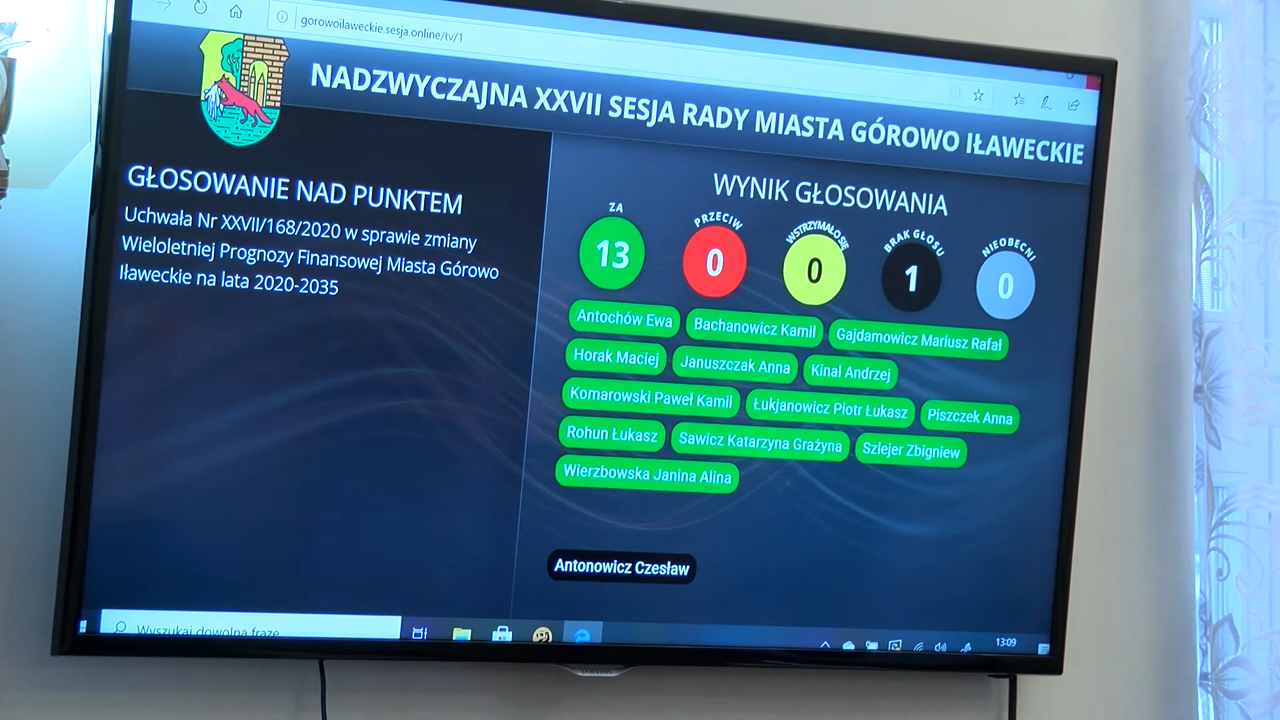 gorowoilaweckie.sesja.online/tv/1
NADZWYCZAJNA XXVII SESJA RADY MIASTA GÓROWO IŁAWECKIE
GŁOSOWANIE NAD PUNKTEM
Uchwała Nr XXVII/168/2020 w sprawie zmiany
Wieloletniej Prognozy Finansowej Miasta Górowo
Iławeckie na lata 2020-2035
WYNIK GŁOSOWANIA
ZA PRZECIW WSTRZYMAŁO SIĘ BRAK GŁOSU NIEOBECNI
13 0 0 1 0
Antochów Ewa Bachanowicz Kamil Gajdamowicz Mariusz Rafał
Horak Maciej Januszczak Anna Kinal Andrzej
Komarowski Paweł Kamil Łukjanowicz Piotr Łukasz Piszczek Anna
Rohun Łukasz Sawicz Katarzyna Grażyna Szlejer Zbigniew
Wierzbowska Janina Alina
Antonowicz Czesław
Wyszukaj dowolną frazę
13:09